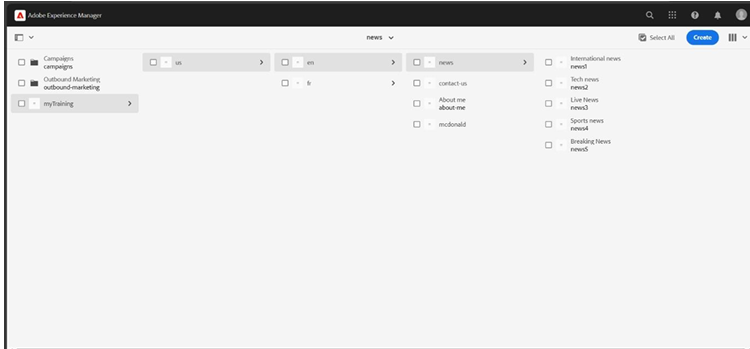 Adobe Experience Manager
news
Select All
Create
Campaigns
campaigns
Outbound Marketing
outbound-marketing
myTraining
us
en
fr
news
contact-us
About me
about-me
mcdonald
International news
news1
Tech news
news2
Live News
news3
Sports news
news4
Breaking News
news5